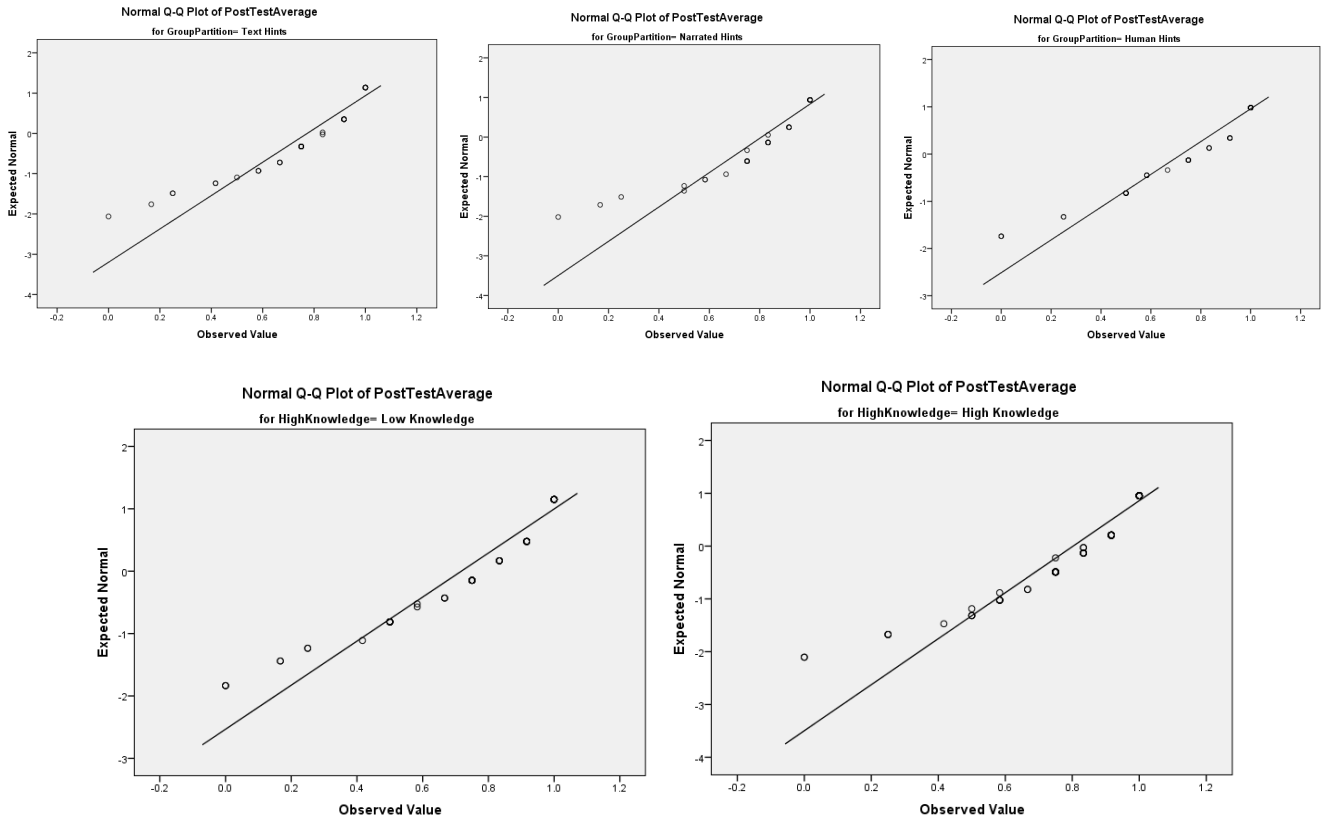 Normal Q-Q Plot of PostTestAverage
for GroupPartition= Text Hints
2
1
0
-1
-2
-3
-4
Expected Normal
-0.2 0.0 0.2 0.4 0.6 0.8 1.0 1.2
Observed Value
Normal Q-Q Plot of PostTestAverage
for GroupPartition= Narrated Hints
2
1
0
-1
-2
-3
-4
Expected Normal
-0.2 0.0 0.2 0.4 0.6 0.8 1.0 1.2
Observed Value
Normal Q-Q Plot of PostTestAverage
for GroupPartition= Human Hints
2
1
0
-1
-2
-3
Expected Normal
-0.2 0.0 0.2 0.4 0.6 0.8 1.0 1.2
Observed Value
Normal Q-Q Plot of PostTestAverage
for HighKnowledge= Low Knowledge
2
1
0
-1
-2
-3
Expected Normal
-0.2 0.0 0.2 0.4 0.6 0.8 1.0 1.2
Observed Value
Normal Q-Q Plot of PostTestAverage
for HighKnowledge= High Knowledge
2
1
0
-1
-2
-3
-4
Expected Normal
-0.2 0.0 0.2 0.4 0.6 0.8 1.0 1.2
Observed Value